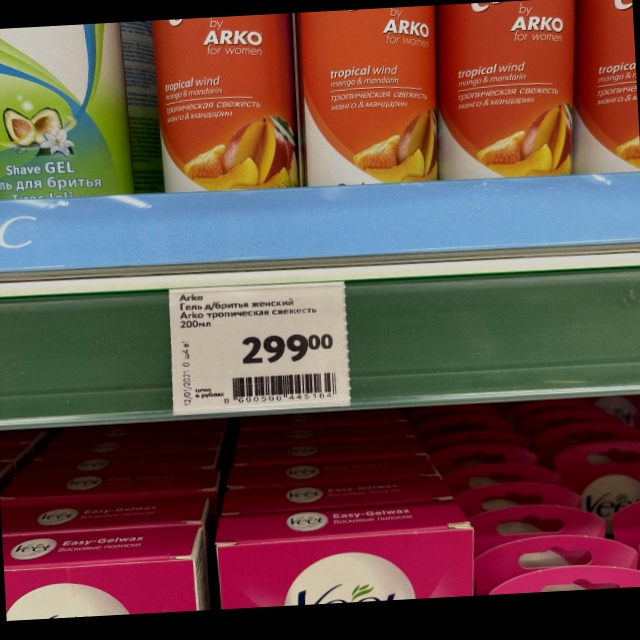 by
ARKO
for women
tropical wind
mango & mandarin
тропическая свежесть
манго & мандарин
ARKO
for women
tropical wind
mango & mandarin
тропическая свежесть
манго & мандарин
by
ARKO
for women
tropical wind
mango & mandarin
тропическая свежесть
манго & мандарин
Shave GEL
ль для бритья
C
Arko
Гель д/бритья женский
Arko тропическая свежесть
200мл
299⁰⁰
цена
в рублях
12/01/2021
8 690506 445164
Veet
Easy-Gelwax
Восковые полоски
Veet
Easy-Gelwax
Восковые полоски
Veet